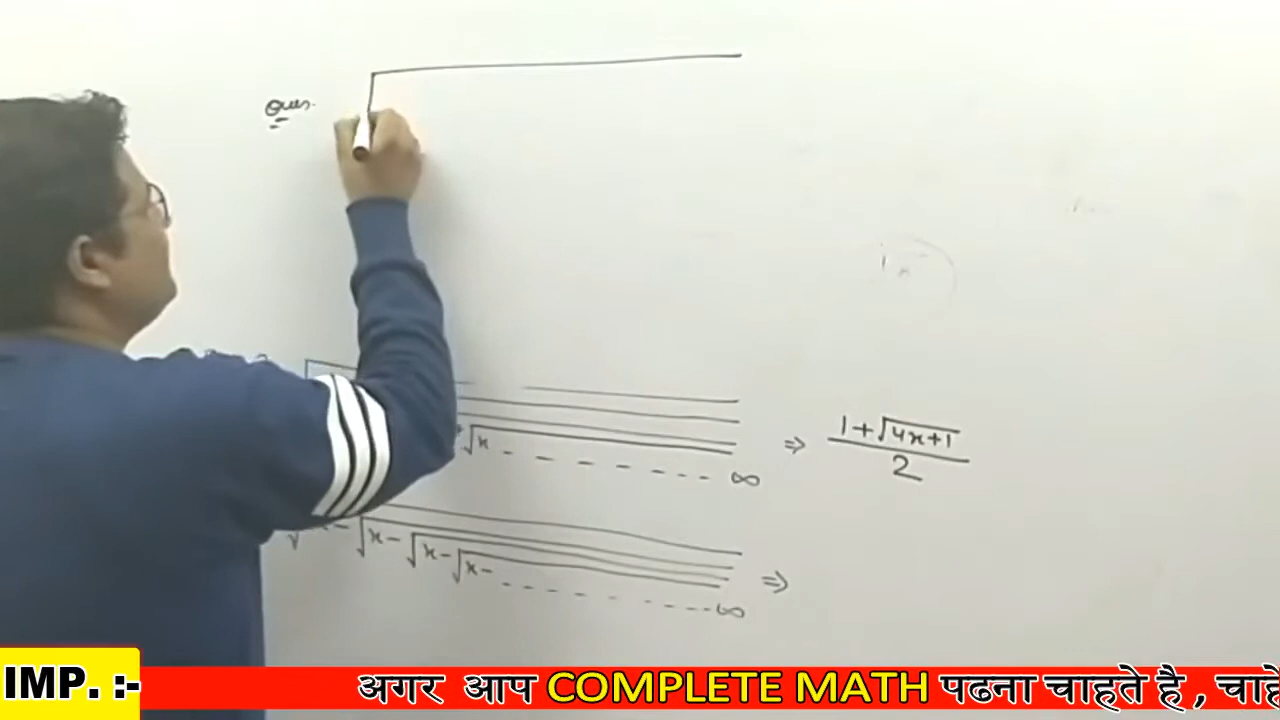 Ques.
√x - - - - - - ∞ ⇒ 1+√4x+1 / 2
x - √x - √x - √x - - - - - - - - - ∞ ⇒
IMP. :- अगर आप COMPLETE MATH पढना चाहते है , चाहे